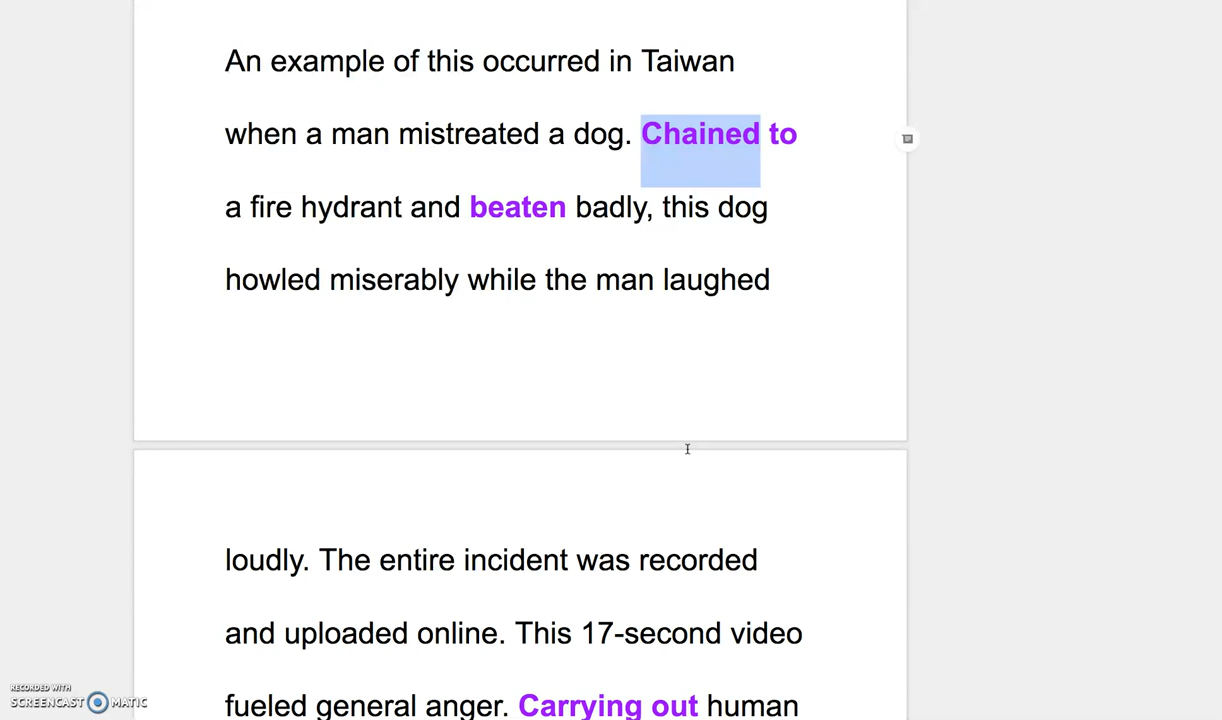 An example of this occurred in Taiwan
when a man mistreated a dog. Chained to
a fire hydrant and beaten badly, this dog
howled miserably while the man laughed
loudly. The entire incident was recorded
and uploaded online. This 17-second video
fueled general anger. Carrying out human
RECORDED WITH
SCREENCAST MATIC